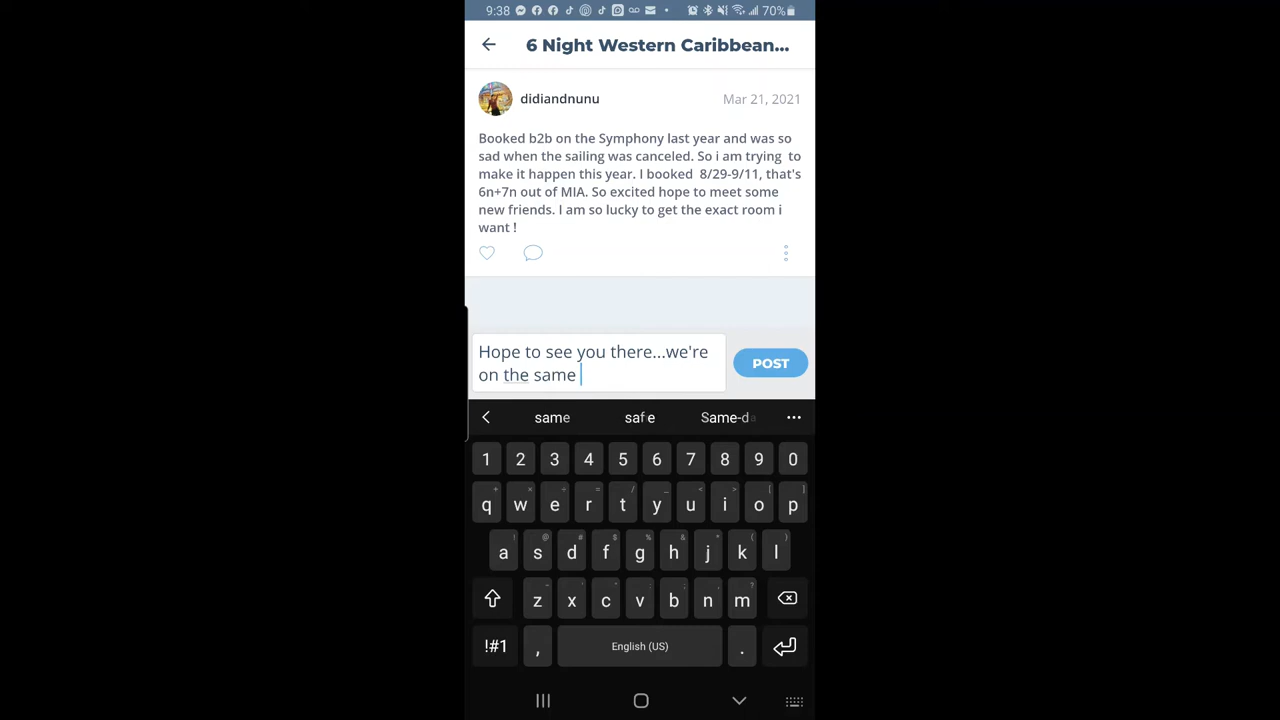 9:38
70%
6 Night Western Caribbean...
didiandnunu
Mar 21, 2021
Booked b2b on the Symphony last year and was so
sad when the sailing was canceled. So i am trying to
make it happen this year. I booked 8/29-9/11, that's
6n+7n out of MIA. So excited hope to meet some
new friends. I am so lucky to get the exact room i
want !
Hope to see you there...we're
on the same
POST
same safe Same-da
1 2 3 4 5 6 7 8 9 0
q w e r t y u i o p
a s d f g h j k l
z x c v b n m
!#1 , English (US) .